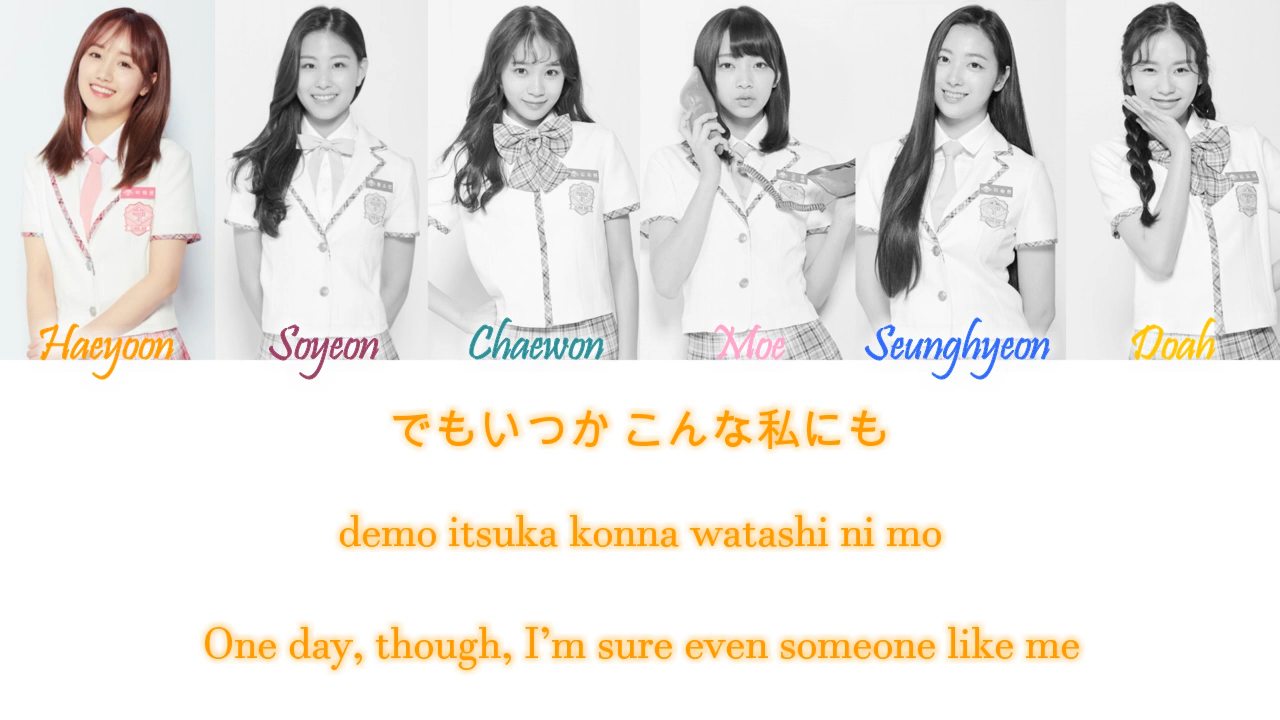 Haeyoon Soyeon Chaewon Moe Seunghyeon Doah
でもいつか こんな私にも
demo itsuka konna watashi ni mo
One day, though, I'm sure even someone like me